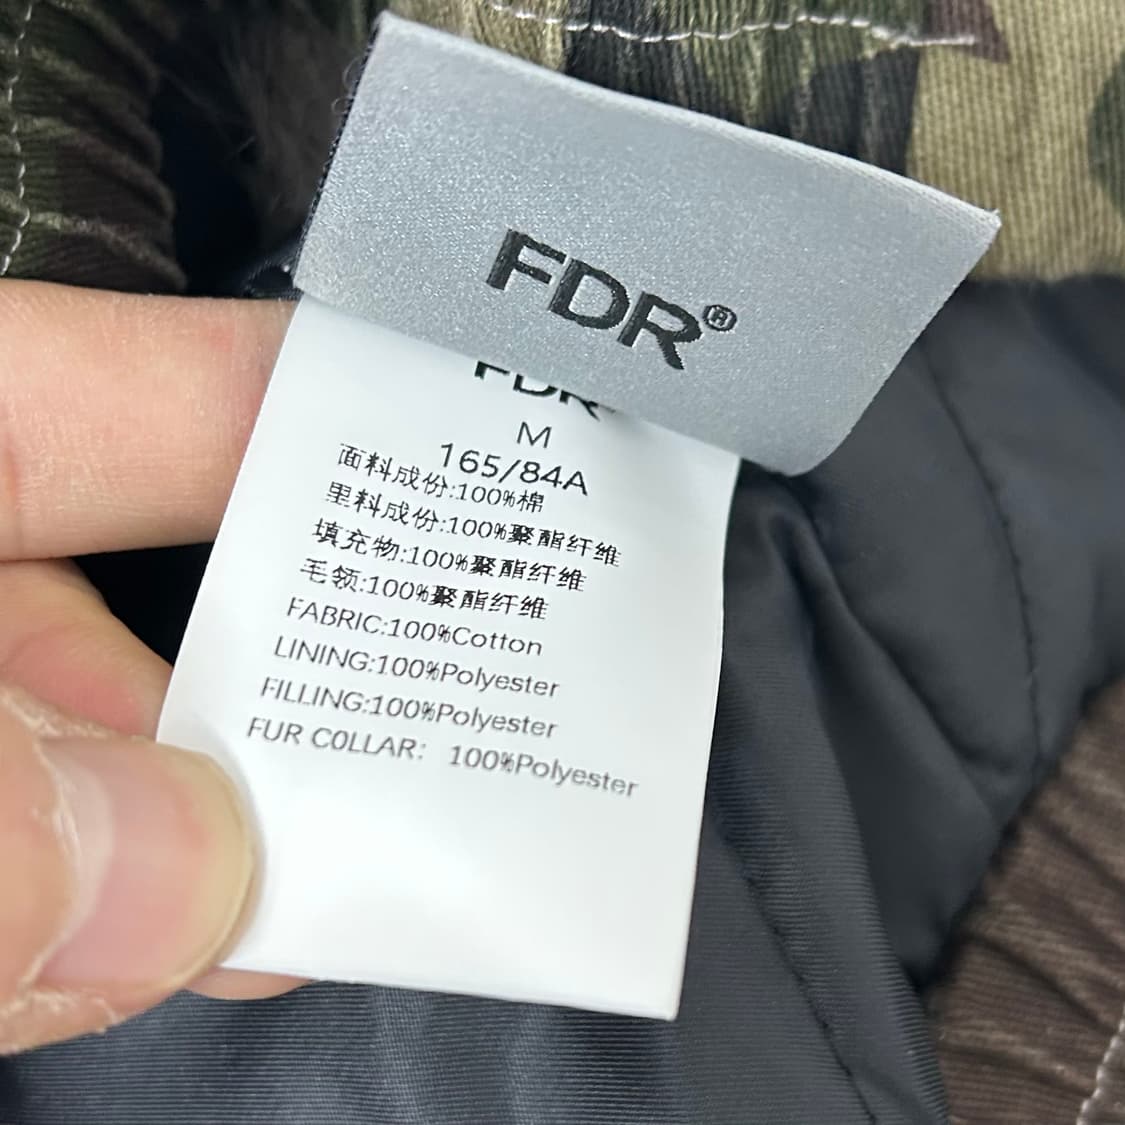 FDR®
FDR
M
165/84A
面料成份:100%棉
里料成份:100%聚酯纤维
填充物:100%聚酯纤维
毛领:100%聚酯纤维
FABRIC:100%Cotton
LINING:100%Polyester
FILLING:100%Polyester
FUR COLLAR: 100%Polyester